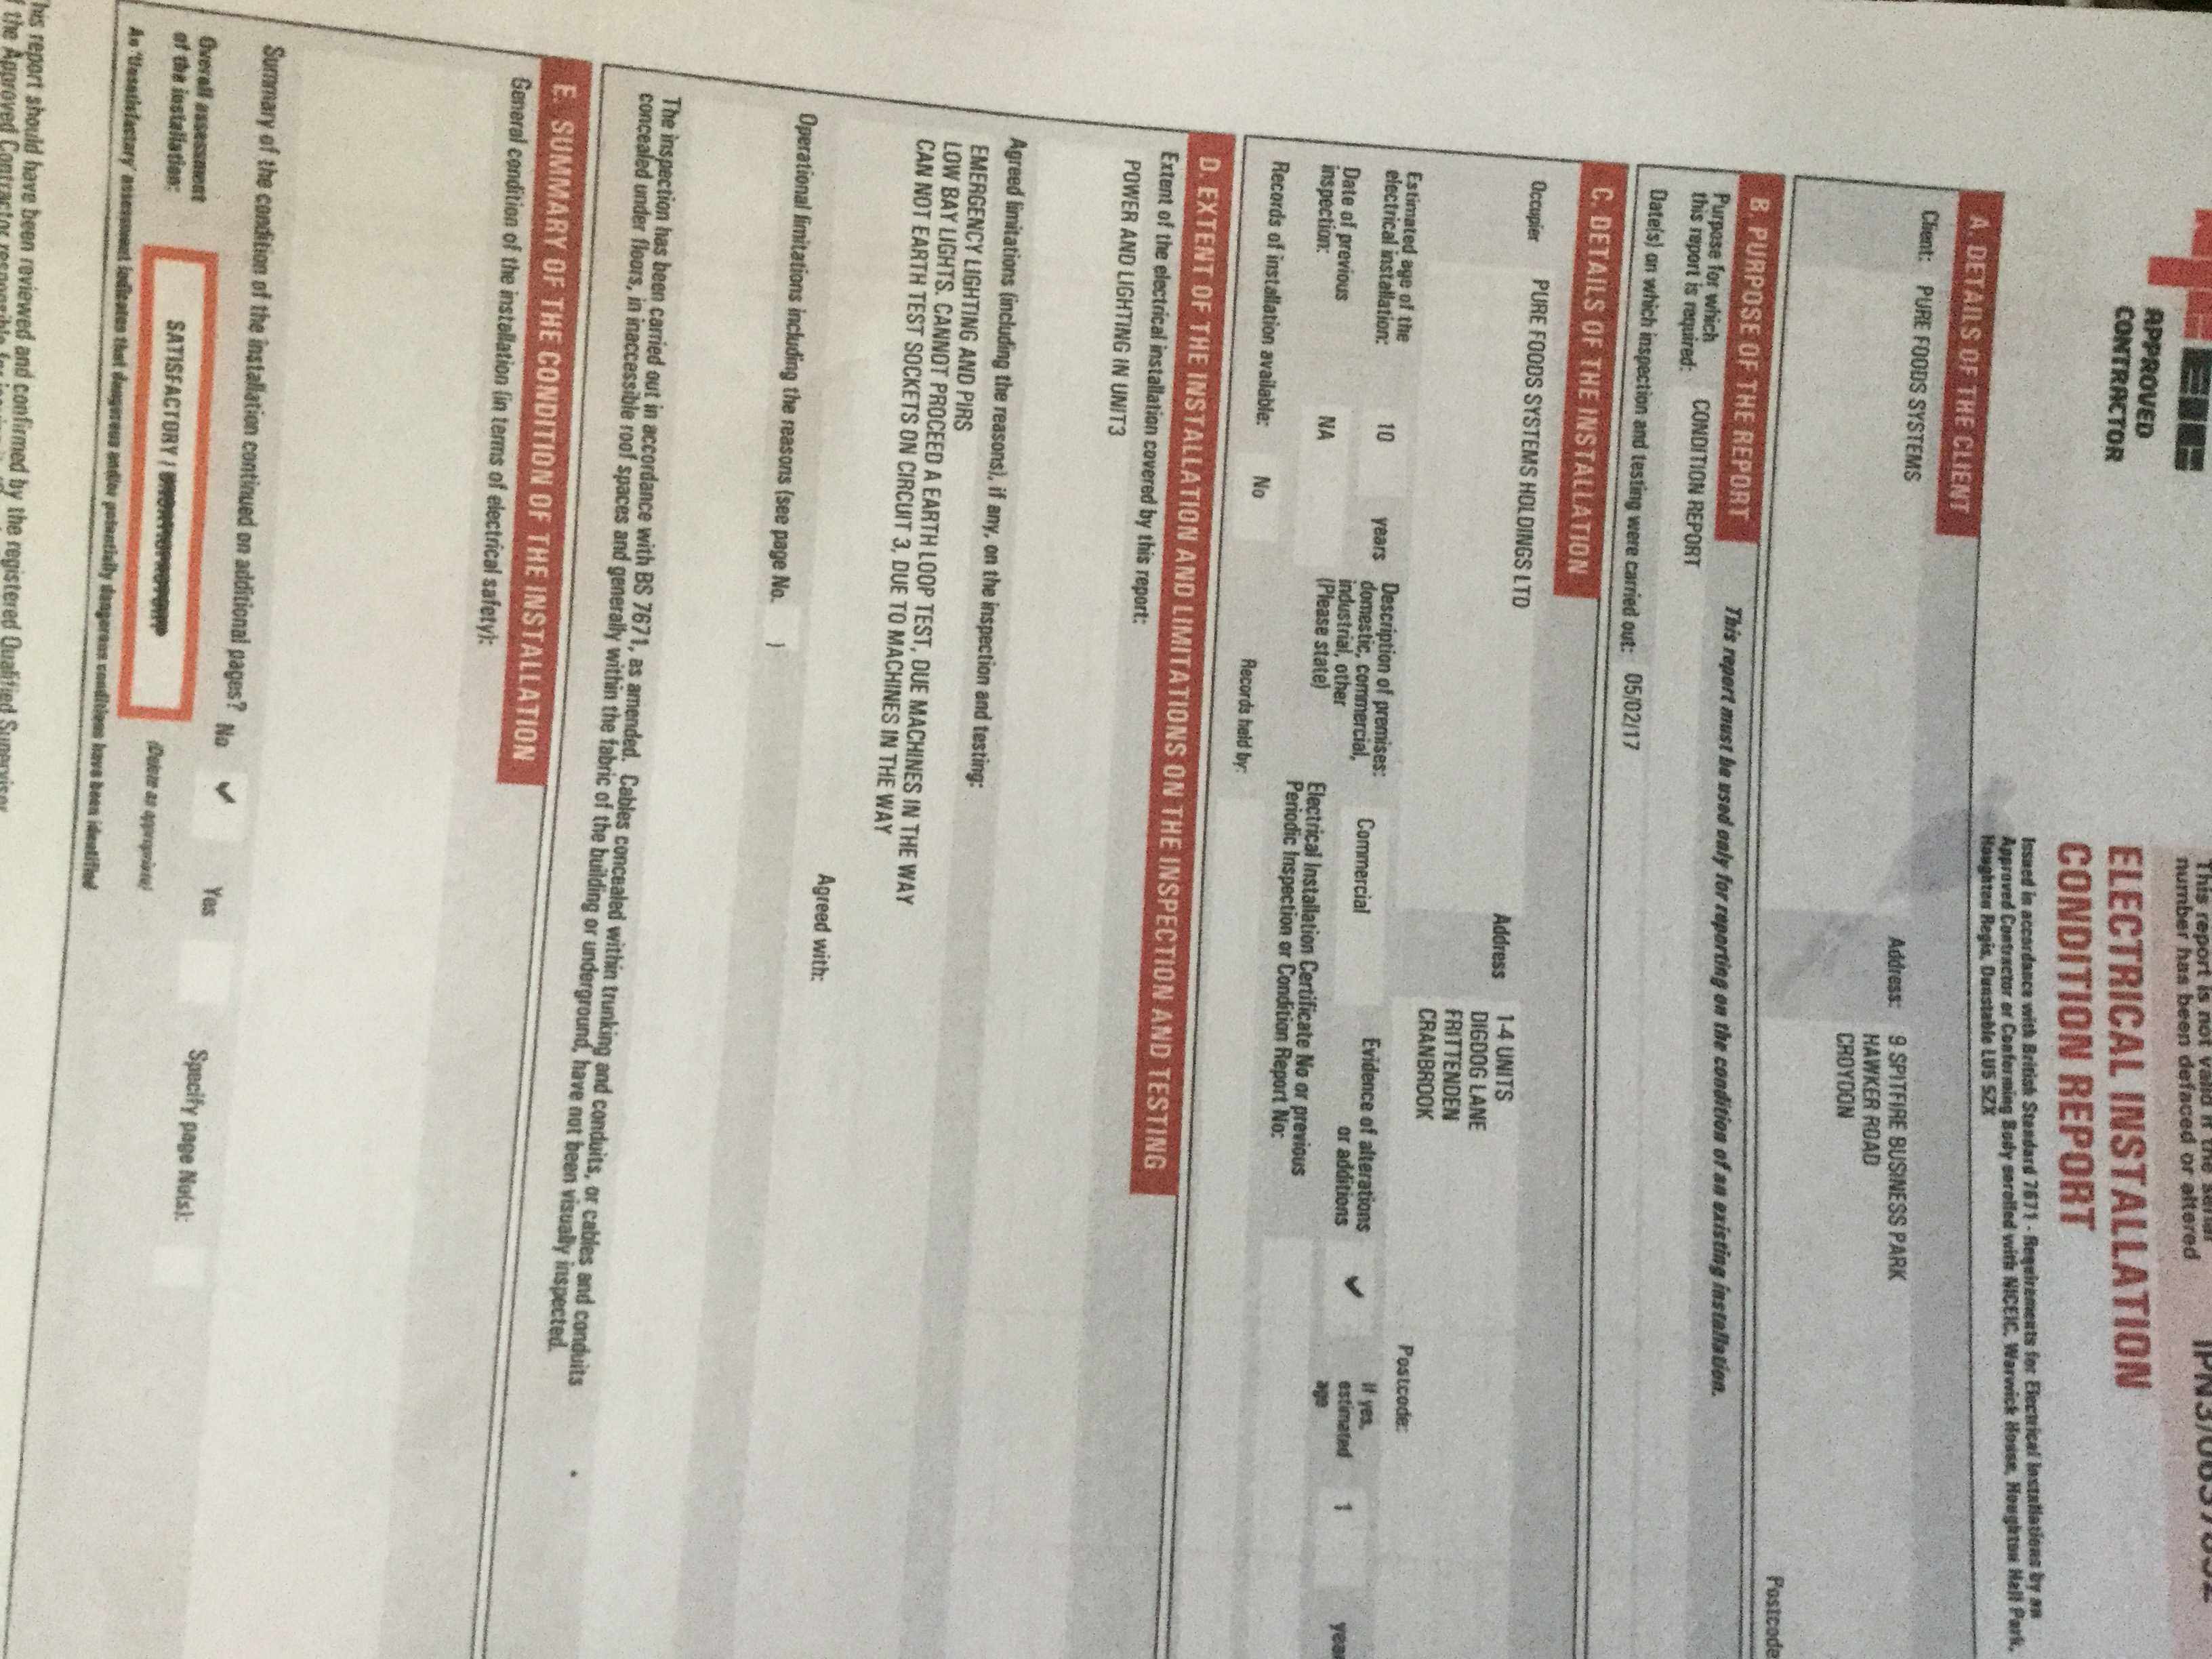 This report is not valid if the serial
number has been defaced or altered
EIC
APPROVED
CONTRACTOR
ELECTRICAL INSTALLATION
CONDITION REPORT
Issued in accordance with British Standard 7671 - Requirements for Electrical Installations by an
Approved Contractor or Conforming Body enrolled with NICEIC, Warwick House, Houghton Hall Park,
Houghton Regis, Dunstable LU5 5ZX
A. DETAILS OF THE CLIENT
Client: PURE FOODS SYSTEMS
Address: 9 SPITFIRE BUSINESS PARK
HAWKER ROAD
CROYDON
Postcode
B. PURPOSE OF THE REPORT
This report must be used only for reporting on the condition of an existing installation.
Purpose for which
this report is required: CONDITION REPORT
Date(s) on which inspection and testing were carried out: 05/02/17
C. DETAILS OF THE INSTALLATION
Occupier PURE FOODS SYSTEMS HOLDINGS LTD
Address 1-4 UNITS
DIGDOG LANE
FRITTENDEN
CRANBROOK
Postcode:
Estimated age of the
electrical installation: 10 years
Description of premises:
domestic, commercial,
industrial, other
(Please state) Commercial
Evidence of alterations
or additions ✓
If yes,
estimated
age 1 year
Date of previous
inspection: NA
Electrical Installation Certificate No or previous
Periodic Inspection or Condition Report No:
Records of installation available: No
Records held by:
D. EXTENT OF THE INSTALLATION AND LIMITATIONS ON THE INSPECTION AND TESTING
Extent of the electrical installation covered by this report:
POWER AND LIGHTING IN UNIT3
Agreed limitations (including the reasons), if any, on the inspection and testing:
EMERGENCY LIGHTING AND PIRS
LOW BAY LIGHTS. CANNOT PROCEED A EARTH LOOP TEST, DUE MACHINES IN THE WAY
CAN NOT EARTH TEST SOCKETS ON CIRCUIT 3, DUE TO MACHINES IN THE WAY
Agreed with:
Operational limitations including the reasons (see page No. )
The inspection has been carried out in accordance with BS 7671, as amended. Cables concealed within trunking and conduits, or cables and conduits
concealed under floors, in inaccessible roof spaces and generally within the fabric of the building or underground, have not been visually inspected.
E. SUMMARY OF THE CONDITION OF THE INSTALLATION
General condition of the installation (in terms of electrical safety):
Summary of the condition of the installation continued on additional pages? No ✓ Yes Specify page No(s):
Overall assessment
of the installation: SATISFACTORY / UNSATISFACTORY (Delete as appropriate)
An 'Unsatisfactory' assessment indicates that dangerous and/or potentially dangerous conditions have been identified
his report should have been reviewed and confirmed by the registered Qualified Supervisor
f the Approved Contractor responsible for